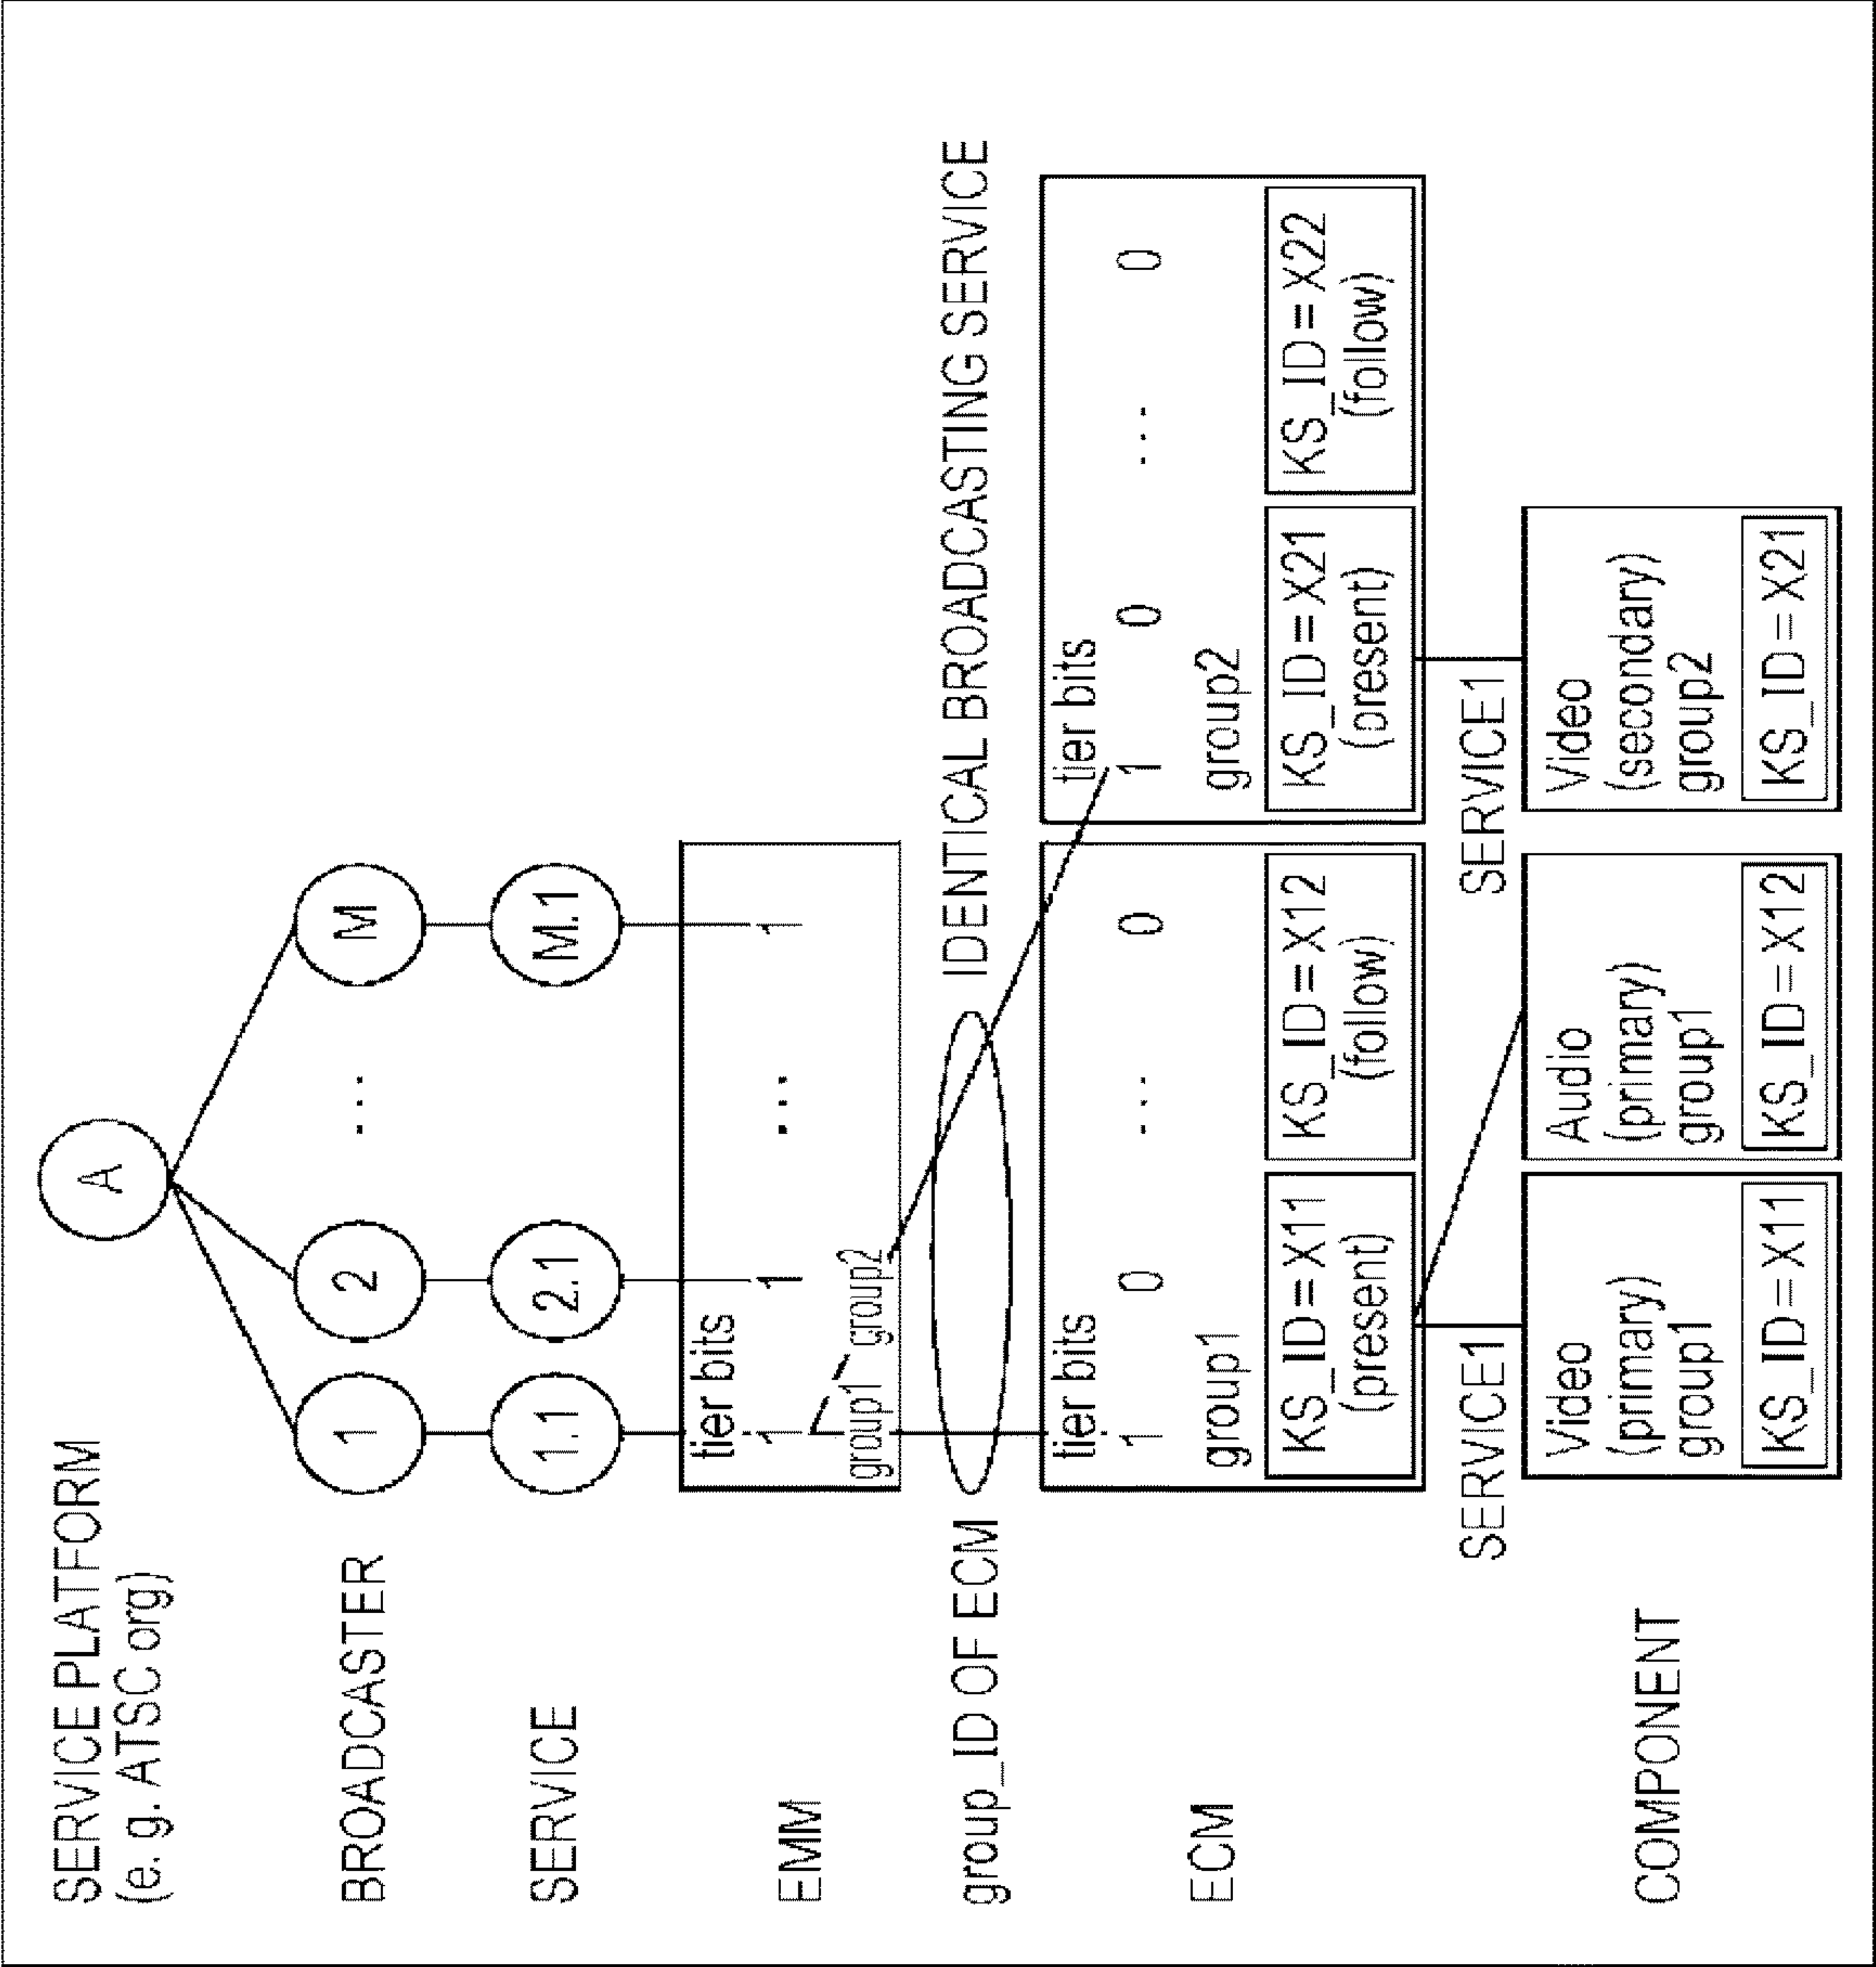 SERVICE PLATFORM
(e. g. ATSC org)
A
BROADCASTER
1 2 ... M
SERVICE
1.1 2.1 M.1
EMM
tier bits
1 1 ... 1
group1 group2
group_ID OF ECM
IDENTICAL BROADCASTING SERVICE
ECM
tier bits
1 0 ... 0
group1
KS_ID=X11
(present)
KS_ID=X12
(follow)
tier bits
1 0 ... 0
group2
KS_ID=X21
(present)
KS_ID=X22
(follow)
SERVICE1
SERVICE1
COMPONENT
Video
(primary)
group1
KS_ID=X11
Audio
(primary)
group1
KS_ID=X12
Video
(secondary)
group2
KS_ID=X21